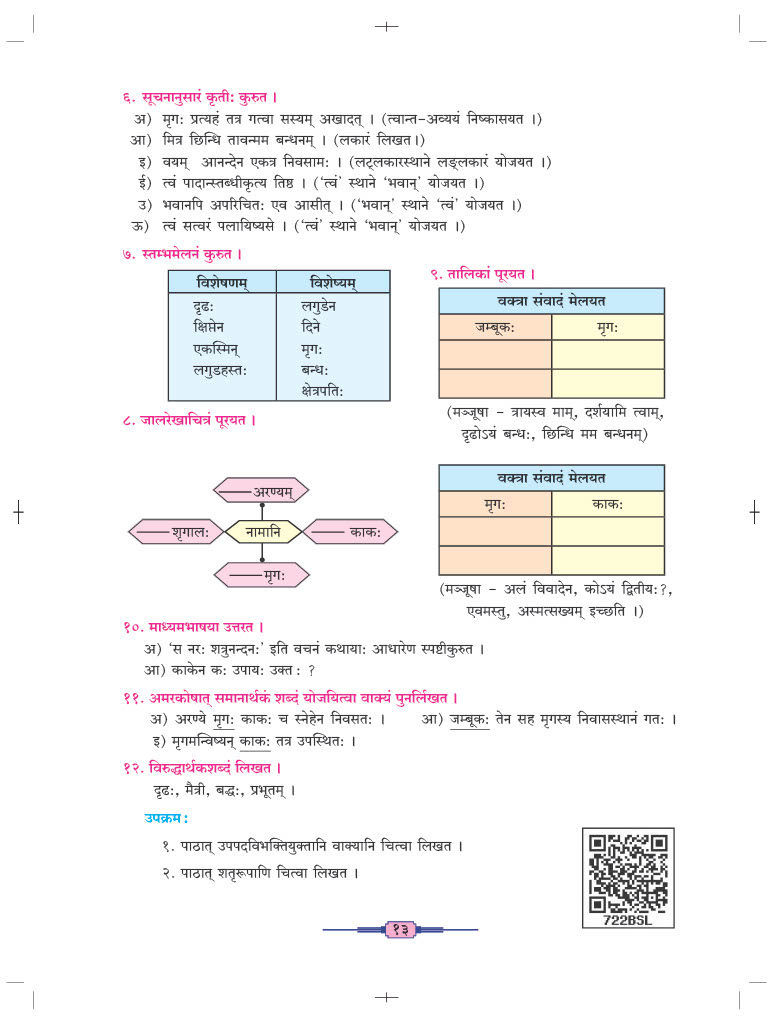 ६. सूचनानुसारं कृती: कुरुत ।
अ) मृग: प्रत्यहं तत्र गत्वा सस्यम् अखादत् । (त्वान्त-अव्ययं निष्कासयत ।)
आ) मित्र छिन्धि तावन्मम बन्धनम् । (लकारं लिखत।)
इ) वयम् आनन्देन एकत्र निवसाम: । (लट्लकारस्थाने लङ्लकारं योजयत ।)
ई) त्वं पादान्स्तब्धीकृत्य तिष्ठ । (‘त्वं’ स्थाने ‘भवान्’ योजयत ।)
उ) भवानपि अपरिचित: एव आसीत् । (‘भवान्’ स्थाने ‘त्वं’ योजयत ।)
ऊ) त्वं सत्वरं पलायिष्यसे । (‘त्वं’ स्थाने ‘भवान्’ योजयत ।)
७. स्तम्भमेलनं कुरुत ।
विशेषणम् विशेष्यम्
दृढ: लगुडेन
क्षिप्तेन दिने
एकस्मिन् मृग:
लगुडहस्त: बन्ध:
क्षेत्रपति:
८. जालरेखाचित्रं पूरयत ।
—— अरण्यम्
—— शृगाल: नामानि —— काक:
—— मृग:
९. तालिकां पूरयत ।
वक्त्रा संवादं मेलयत
जम्बूक: मृग:
(मञ्जूषा - त्रायस्व माम्, दर्शयामि त्वाम्,
दृढोऽयं बन्ध:, छिन्धि मम बन्धनम्)
वक्त्रा संवादं मेलयत
मृग: काक:
(मञ्जूषा - अलं विवादेन, कोऽयं द्वितीय:?,
एवमस्तु, अस्मत्सख्यम् इच्छति ।)
१०. माध्यमभाषया उत्तरत ।
अ) ‘स नर: शत्रुनन्दन:’ इति वचनं कथाया: आधारेण स्पष्टीकुरुत ।
आ) काकेन क: उपाय: उक्त: ?
११. अमरकोषात् समानार्थकं शब्दं योजयित्वा वाक्यं पुनर्लिखत ।
अ) अरण्ये मृग: काक: च स्नेहेन निवसत: । आ) जम्बूक: तेन सह मृगस्य निवासस्थानं गत: ।
इ) मृगमन्विष्यन् काक: तत्र उपस्थित: ।
१२. विरुद्धार्थकशब्दं लिखत ।
दृढ:, मैत्री, बद्ध:, प्रभूतम् ।
उपक्रम:
१. पाठात् उपपदविभक्तियुक्तानि वाक्यानि चित्वा लिखत ।
२. पाठात् शतृरूपाणि चित्वा लिखत ।
722BSL
१३